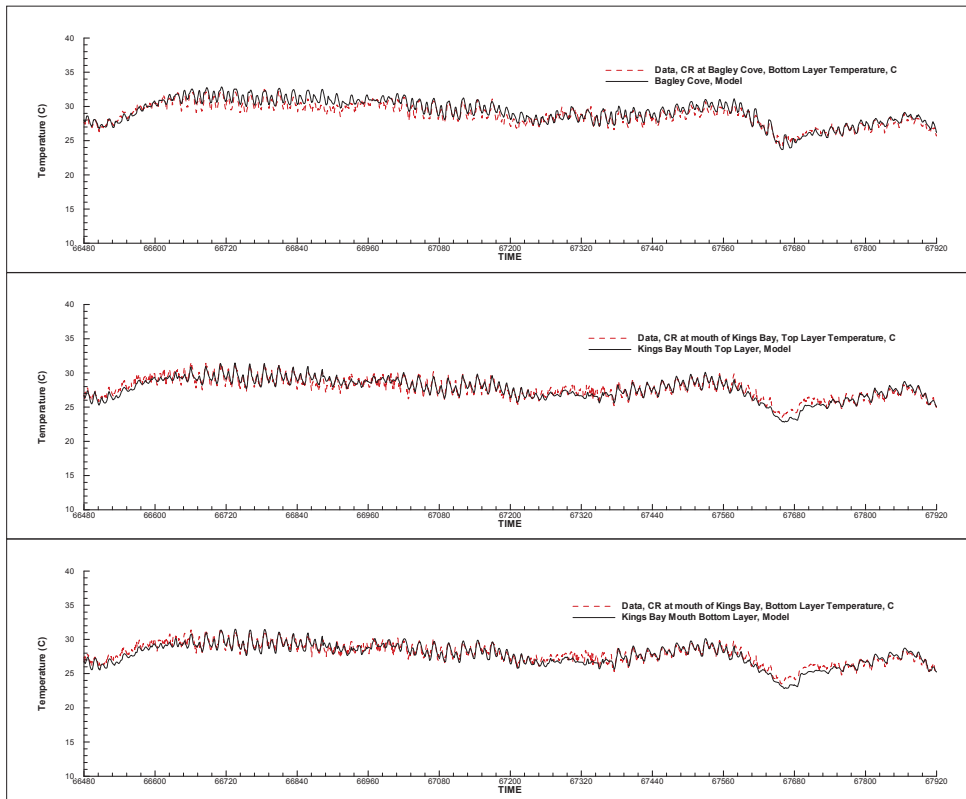 40
Data, CR at Bagley Cove, Bottom Layer Temperature, C
Bagley Cove, Model
35
30
25
20
15
10
Temperature (C)
66480 66600 66720 66840 66960 67080 67200 67320 67440 67560 67680 67800 67920
TIME
40
Data, CR at mouth of Kings Bay, Top Layer Temperature, C
Kings Bay Mouth Top Layer, Model
35
30
25
20
15
10
Temperature (C)
66480 66600 66720 66840 66960 67080 67200 67320 67440 67560 67680 67800 67920
TIME
40
Data, CR at mouth of Kings Bay, Bottom Layer Temperature, C
Kings Bay Mouth Bottom Layer, Model
35
30
25
20
15
10
Temperature (C)
66480 66600 66720 66840 66960 67080 67200 67320 67440 67560 67680 67800 67920
TIME